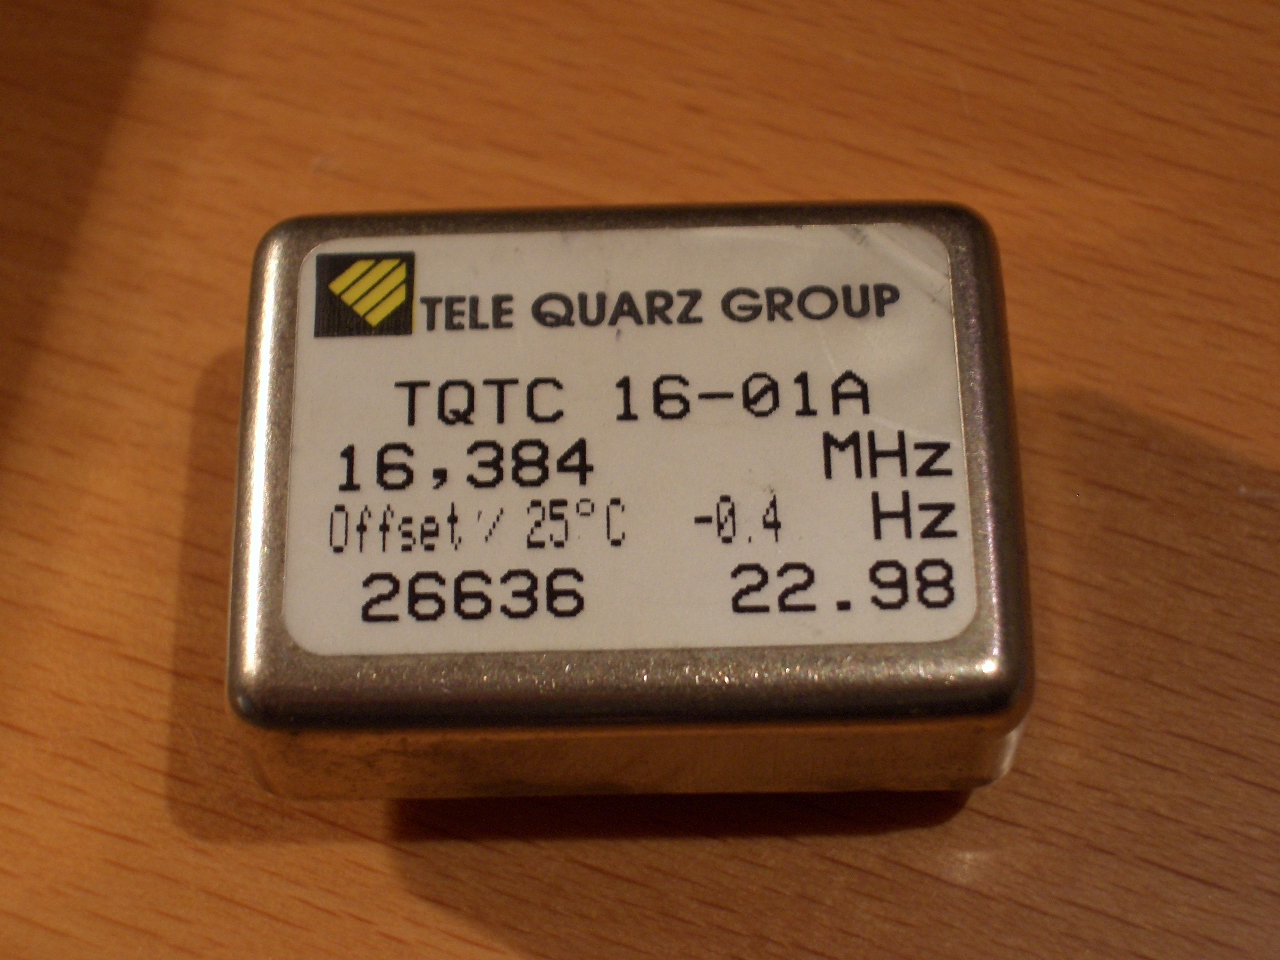 TELE QUARZ GROUP
TQTC 16-01A
16,384 MHz
Offset / 25°C -0.4 Hz
26636 22.98